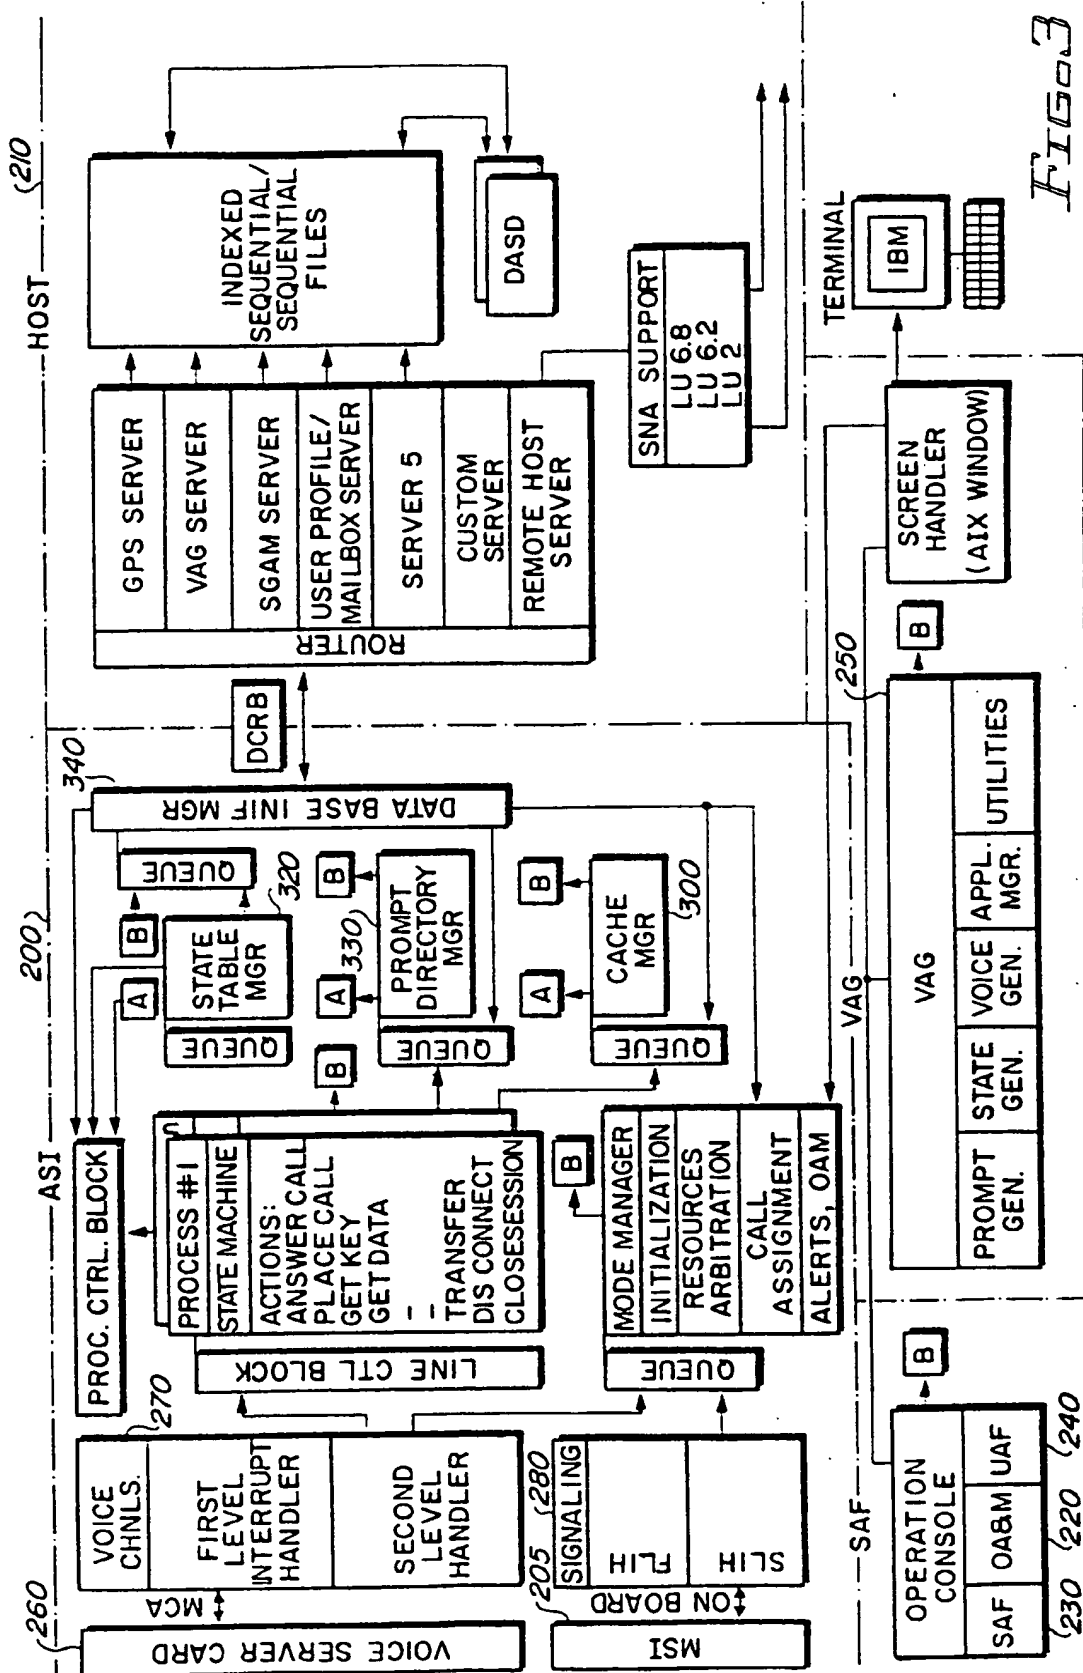 200
ASI
HOST
210
260
VOICE SERVER CARD
MCA
270
VOICE
CHNLS.
FIRST
LEVEL
INTERRUPT
HANDLER
SECOND
LEVEL
HANDLER
205
MSI
ON BOARD
280
SIGNALING
FLIH
SLIH
PROC. CTRL. BLOCK
LINE CTL BLOCK
PROCESS #1
STATE MACHINE
ACTIONS:
ANSWER CALL
PLACE CALL
GET KEY
GET DATA
-
-
TRANSFER
DIS CONNECT
CLOSESESSION
B
QUEUE
B
MODE MANAGER
INITIALIZATION
RESOURCES
ARBITRATION
CALL
ASSIGNMENT
ALERTS, OAM
A
B
QUEUE
STATE
TABLE
MGR
320
QUEUE
A
B
330
QUEUE
PROMPT
DIRECTORY
MGR
A
B
QUEUE
CACHE
MGR
300
340
DATA BASE INIF MGR
DCRB
ROUTER
GPS SERVER
VAG SERVER
SGAM SERVER
USER PROFILE/
MAILBOX SERVER
SERVER 5
CUSTOM
SERVER
REMOTE HOST
SERVER
INDEXED
SEQUENTIAL/
SEQUENTIAL
FILES
DASD
SNA SUPPORT
LU 6.8
LU 6.2
LU 2
SAF
OPERATION
CONSOLE
SAF
OA&M
UAF
230
220
240
B
VAG
250
VAG
PROMPT
GEN.
STATE
GEN.
VOICE
GEN.
APPL.
MGR.
UTILITIES
B
SCREEN
HANDLER
(AIX WINDOW)
TERMINAL
IBM
FIG. 3